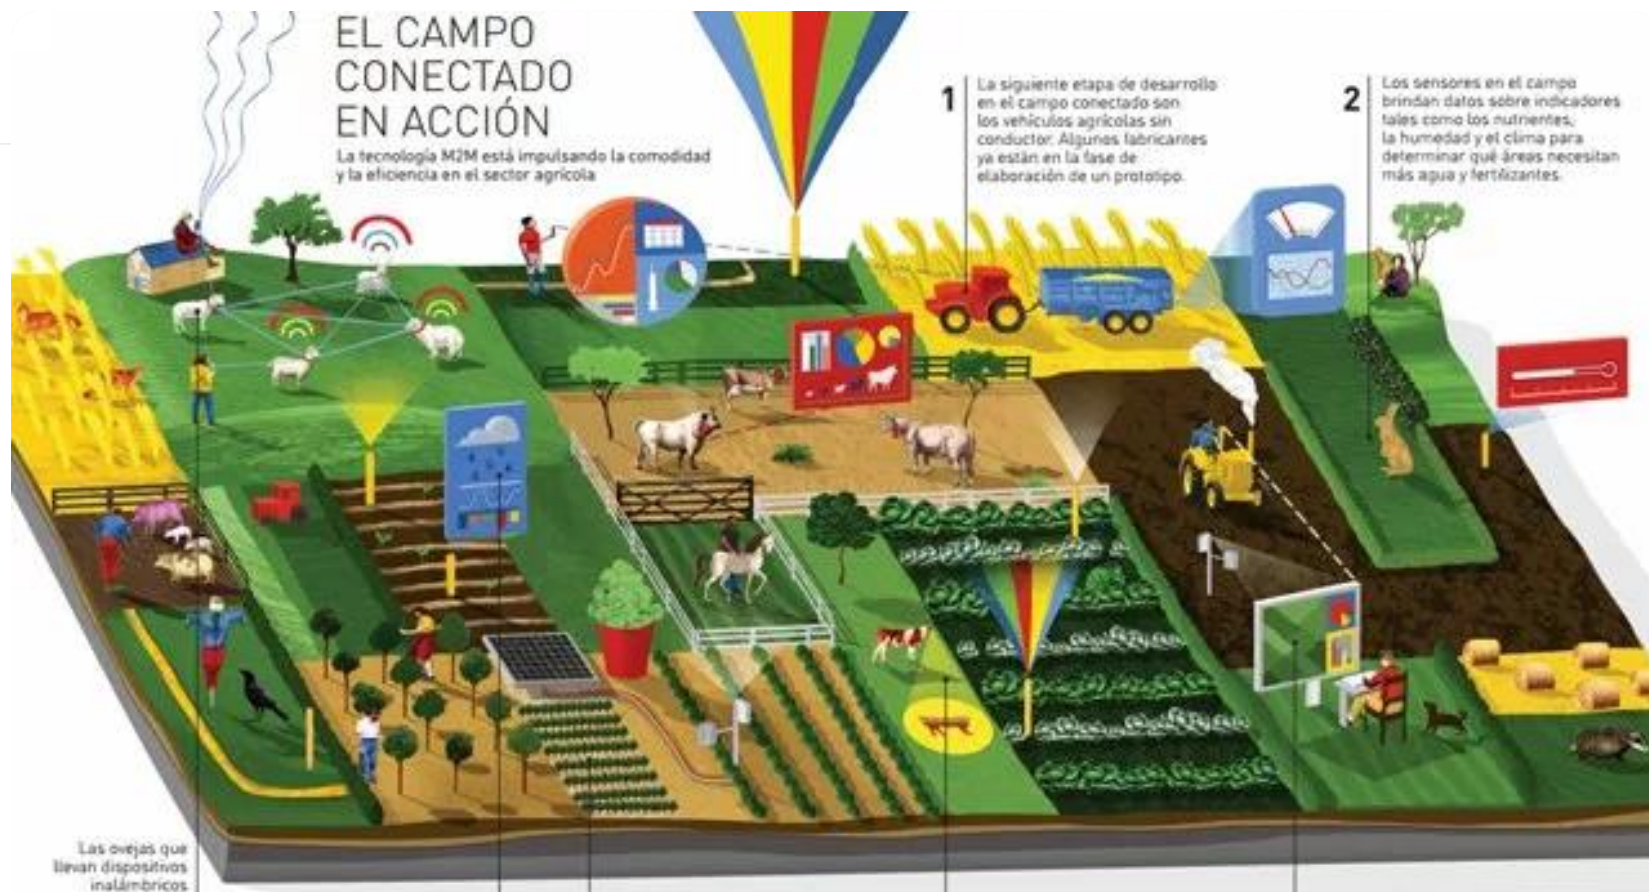 EL CAMPO
CONECTADO
EN ACCIÓN
La tecnología M2M está impulsando la comodidad
y la eficiencia en el sector agrícola
1
La siguiente etapa de desarrollo
en el campo conectado son
los vehículos agrícolas sin
conductor. Algunos fabricantes
ya están en la fase de
elaboración de un prototipo.
2
Los sensores en el campo
brindan datos sobre indicadores
tales como los nutrientes,
la humedad y el clima para
determinar qué áreas necesitan
más agua y fertilizantes.
Las ovejas que
llevan dispositivos
inalámbricos